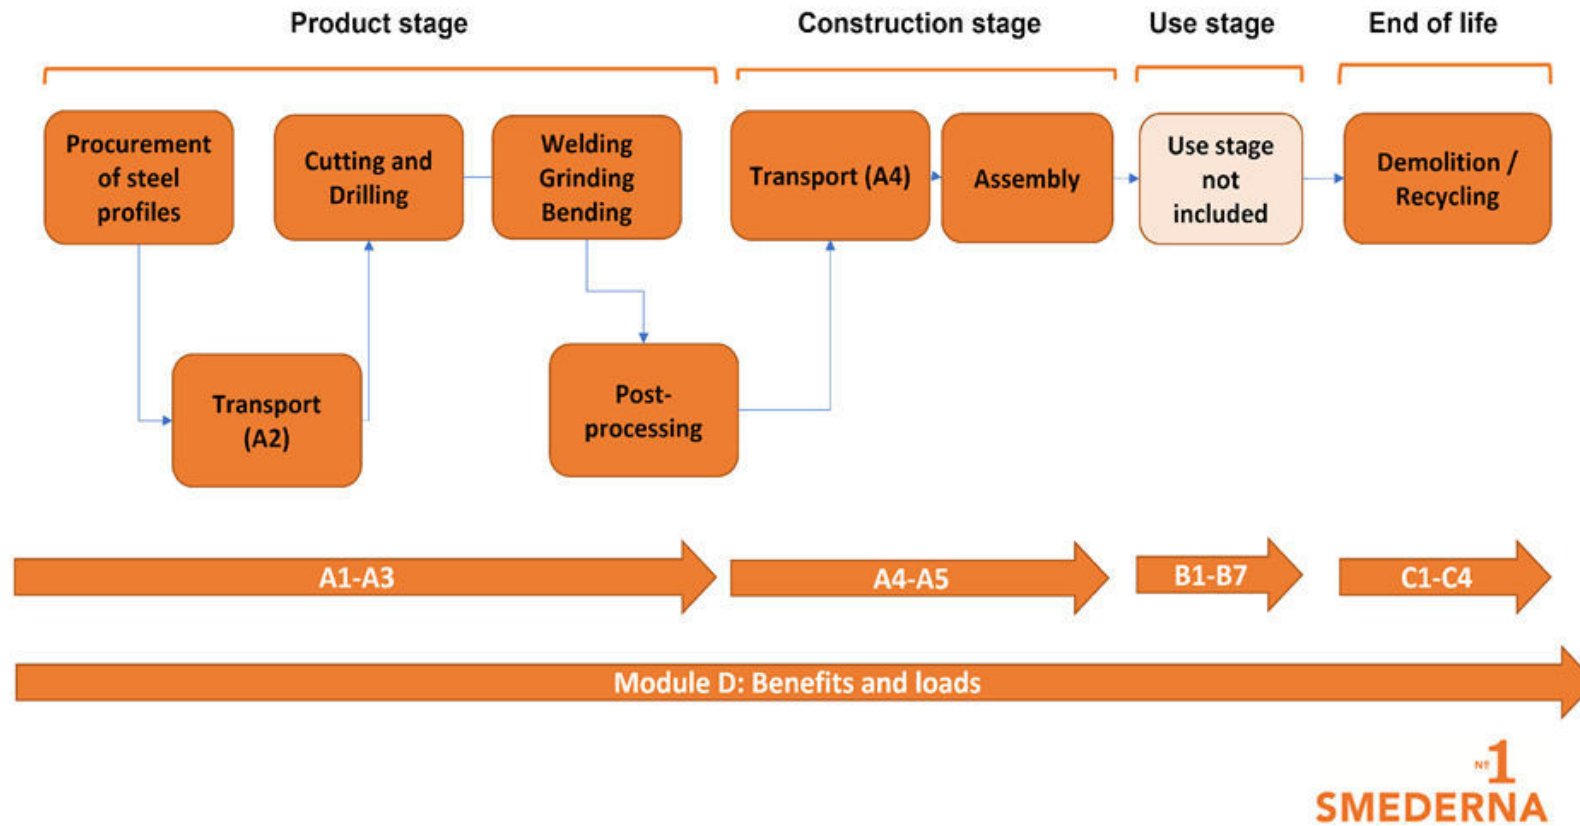 Product stage
Construction stage
Use stage
End of life
Procurement
of steel
profiles
Cutting and
Drilling
Welding
Grinding
Bending
Transport (A4)
Assembly
Use stage
not
included
Demolition /
Recycling
Transport
(A2)
Post-
processing
A1-A3
A4-A5
B1-B7
C1-C4
Module D: Benefits and loads
Nº1
SMEDERNA